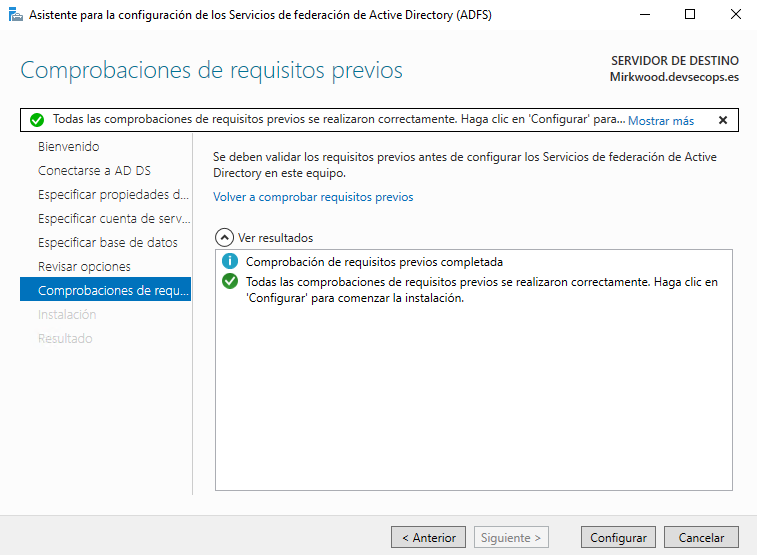 Asistente para la configuración de los Servicios de federación de Active Directory (ADFS)
Comprobaciones de requisitos previos
SERVIDOR DE DESTINO
Mirkwood.devsecops.es
Todas las comprobaciones de requisitos previos se realizaron correctamente. Haga clic en 'Configurar' para... Mostrar más
Bienvenido
Conectarse a AD DS
Especificar propiedades d...
Especificar cuenta de serv...
Especificar base de datos
Revisar opciones
Comprobaciones de requ...
Instalación
Resultado
Se deben validar los requisitos previos antes de configurar los Servicios de federación de Active
Directory en este equipo.
Volver a comprobar requisitos previos
Ver resultados
Comprobación de requisitos previos completada
Todas las comprobaciones de requisitos previos se realizaron correctamente. Haga clic en
'Configurar' para comenzar la instalación.
< Anterior
Siguiente >
Configurar
Cancelar